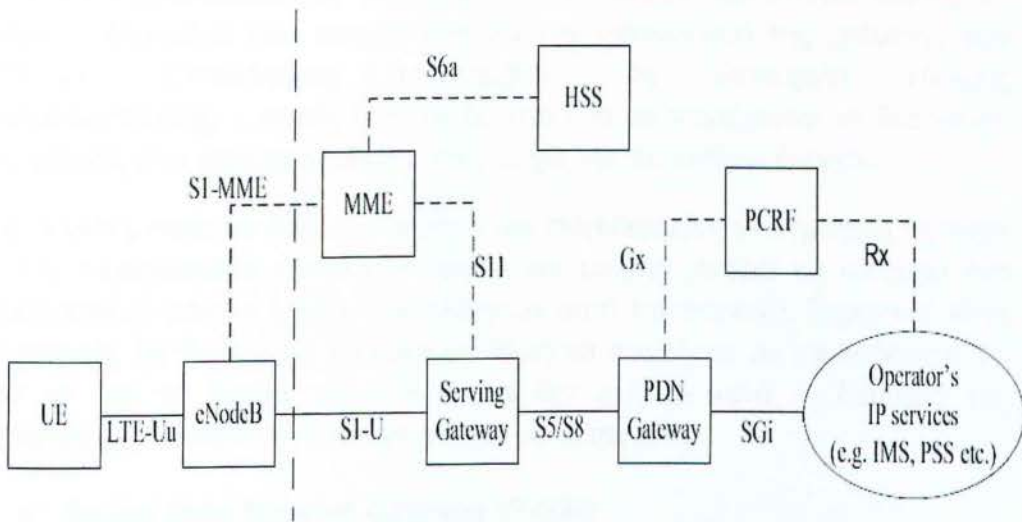 S6a
HSS
S1-MME
MME
PCRF
S11
Gx
Rx
UE
LTE-Uu
eNodeB
S1-U
Serving
Gateway
S5/S8
PDN
Gateway
SGi
Operator's
IP services
(e.g. IMS, PSS etc.)